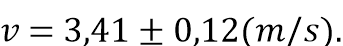 v = 3,41 ± 0,12(m/s).